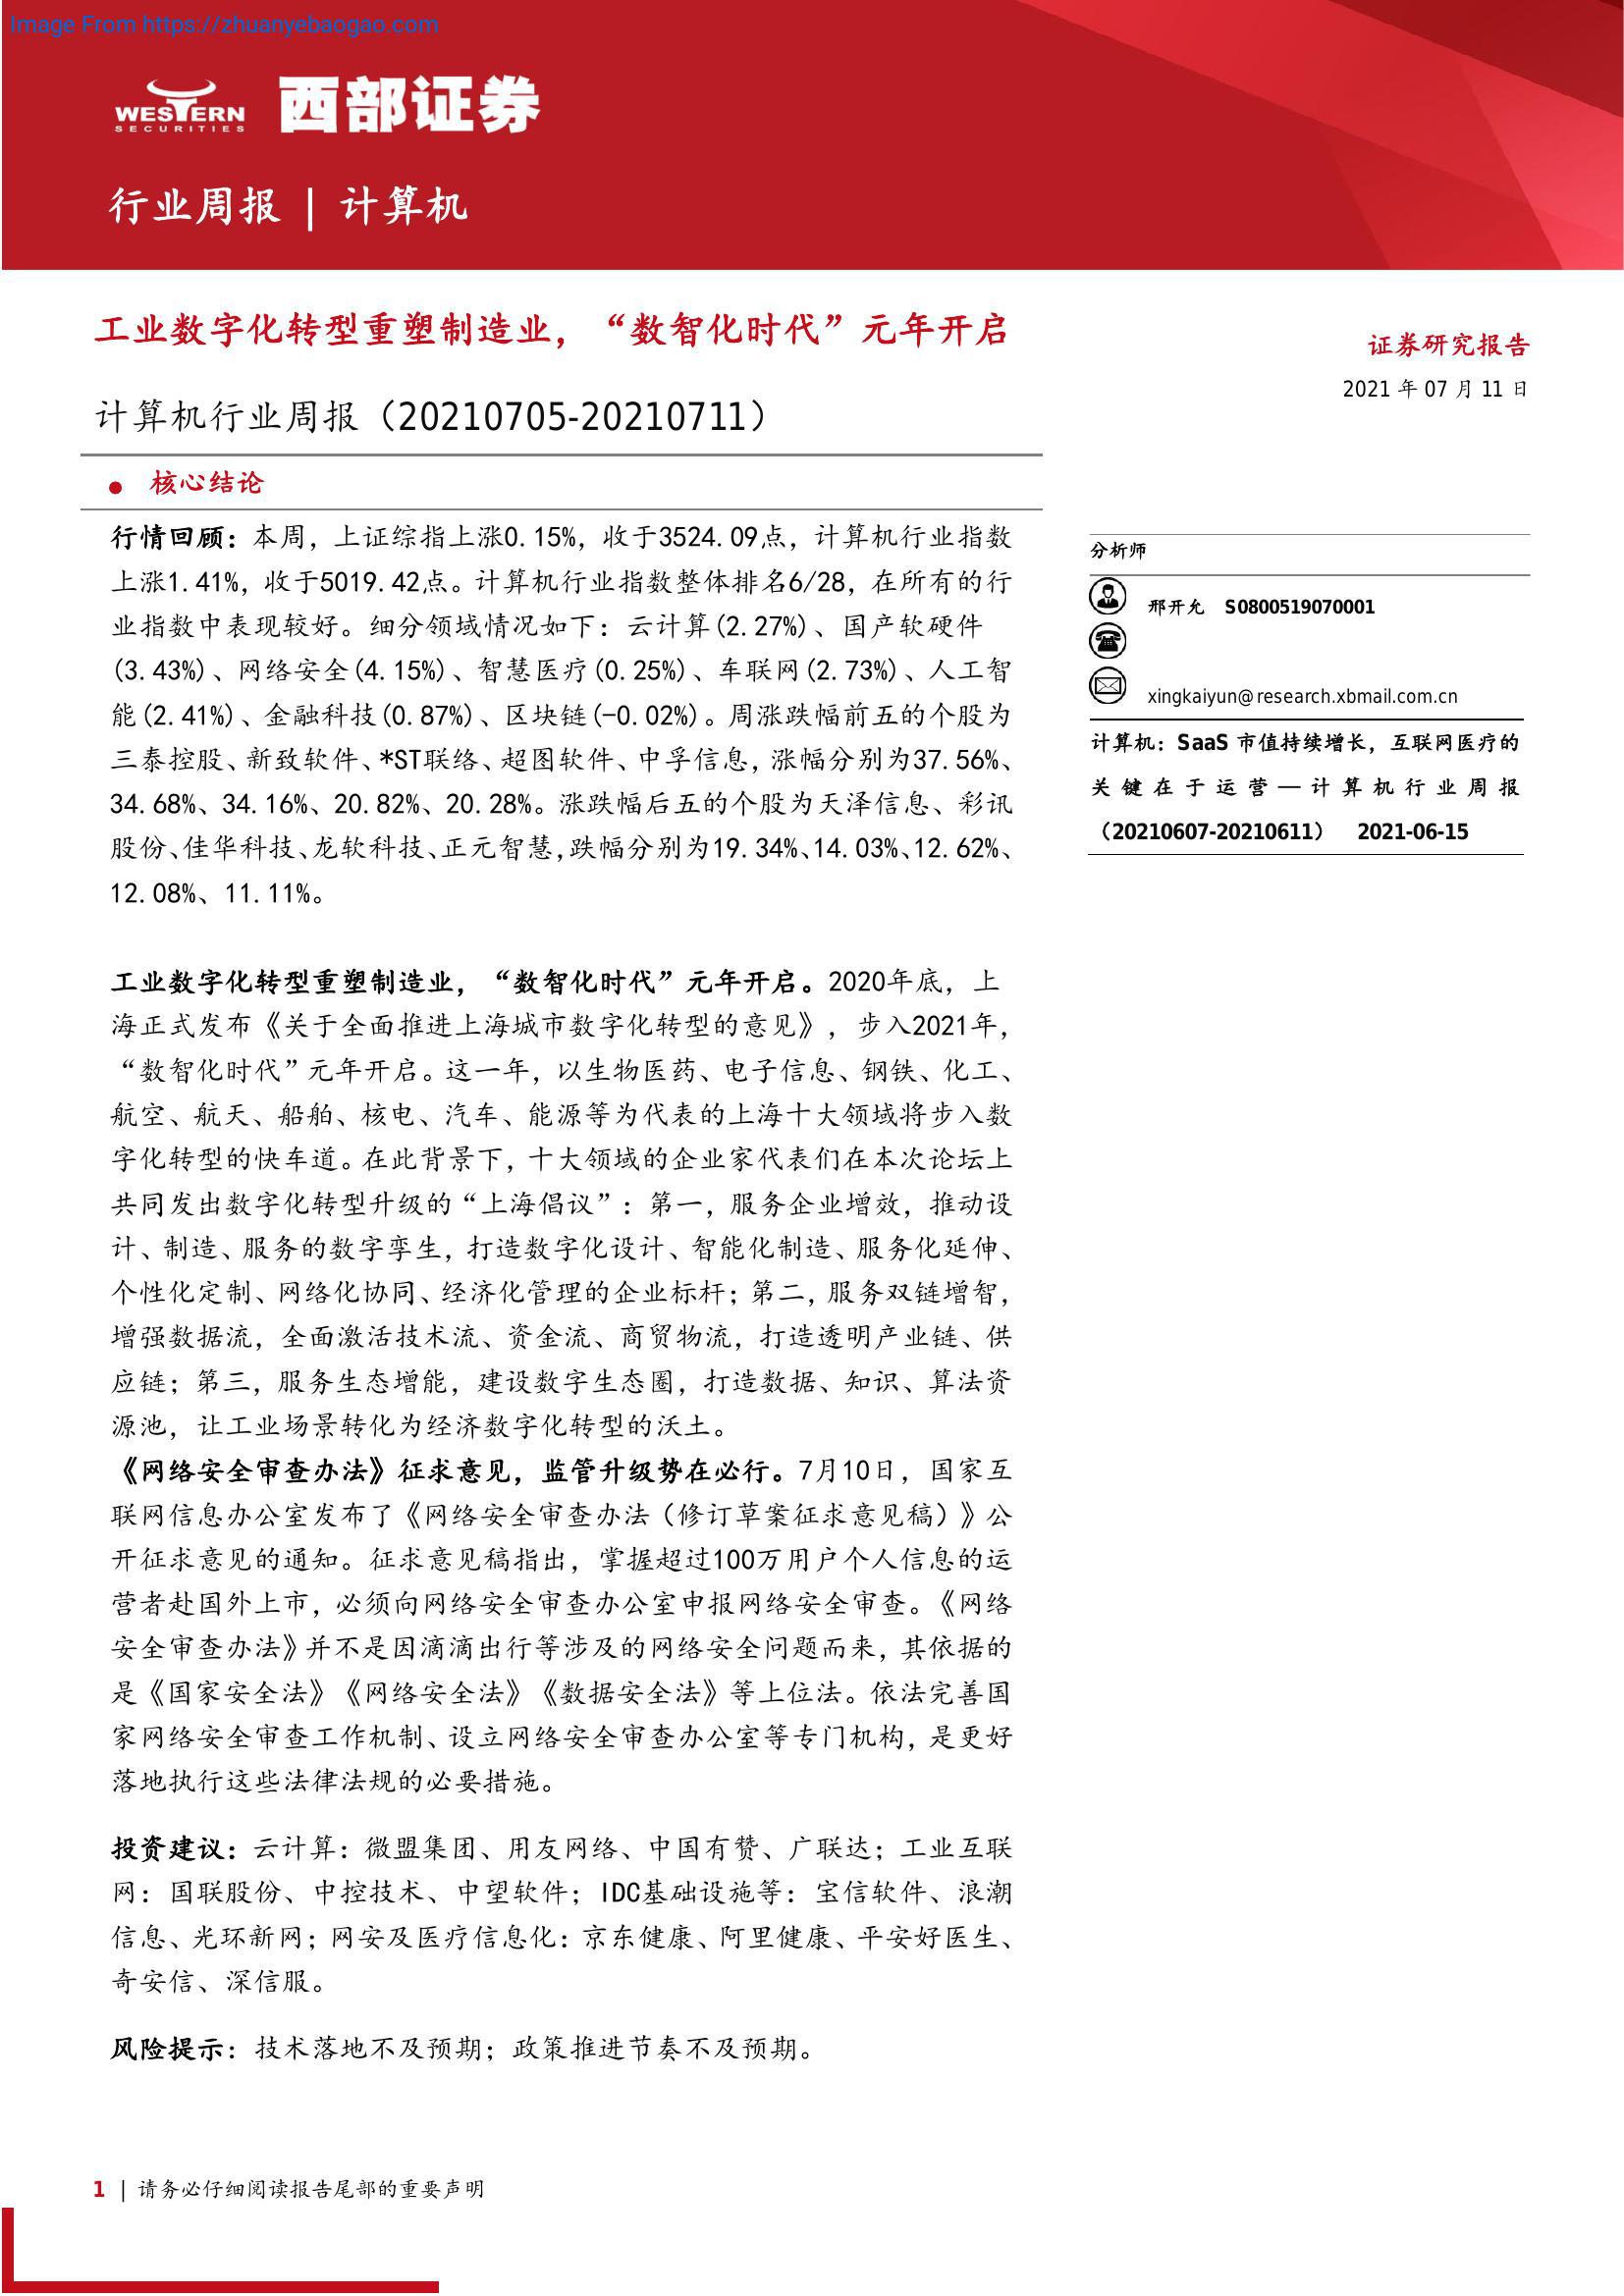 Image From https://zhuanyebaogao.com
WESTERN
SECURITIES
西部证券
行业周报 | 计算机
工业数字化转型重塑制造业，“数智化时代”元年开启
计算机行业周报（20210705-20210711）
● 核心结论
行情回顾：本周，上证综指上涨0.15%，收于3524.09点，计算机行业指数
上涨1.41%，收于5019.42点。计算机行业指数整体排名6/28，在所有的行
业指数中表现较好。细分领域情况如下：云计算(2.27%)、国产软硬件
(3.43%)、网络安全(4.15%)、智慧医疗(0.25%)、车联网(2.73%)、人工智
能(2.41%)、金融科技(0.87%)、区块链(-0.02%)。周涨跌幅前五的个股为
三泰控股、新致软件、*ST联络、超图软件、中孚信息，涨幅分别为37.56%、
34.68%、34.16%、20.82%、20.28%。涨跌幅后五的个股为天泽信息、彩讯
股份、佳华科技、龙软科技、正元智慧，跌幅分别为19.34%、14.03%、12.62%、
12.08%、11.11%。
工业数字化转型重塑制造业，“数智化时代”元年开启。2020年底，上
海正式发布《关于全面推进上海城市数字化转型的意见》，步入2021年，
“数智化时代”元年开启。这一年，以生物医药、电子信息、钢铁、化工、
航空、航天、船舶、核电、汽车、能源等为代表的上海十大领域将步入数
字化转型的快车道。在此背景下，十大领域的企业家代表们在本次论坛上
共同发出数字化转型升级的“上海倡议”：第一，服务企业增效，推动设
计、制造、服务的数字孪生，打造数字化设计、智能化制造、服务化延伸、
个性化定制、网络化协同、经济化管理的企业标杆；第二，服务双链增智，
增强数据流，全面激活技术流、资金流、商贸物流，打造透明产业链、供
应链；第三，服务生态增能，建设数字生态圈，打造数据、知识、算法资
源池，让工业场景转化为经济数字化转型的沃土。
《网络安全审查办法》征求意见，监管升级势在必行。7月10日，国家互
联网信息办公室发布了《网络安全审查办法（修订草案征求意见稿）》公
开征求意见的通知。征求意见稿指出，掌握超过100万用户个人信息的运
营者赴国外上市，必须向网络安全审查办公室申报网络安全审查。《网络
安全审查办法》并不是因滴滴出行等涉及的网络安全问题而来，其依据的
是《国家安全法》《网络安全法》《数据安全法》等上位法。依法完善国
家网络安全审查工作机制、设立网络安全审查办公室等专门机构，是更好
落地执行这些法律法规的必要措施。
投资建议：云计算：微盟集团、用友网络、中国有赞、广联达；工业互联
网：国联股份、中控技术、中望软件；IDC基础设施等：宝信软件、浪潮
信息、光环新网；网安及医疗信息化：京东健康、阿里健康、平安好医生、
奇安信、深信服。
风险提示：技术落地不及预期；政策推进节奏不及预期。
证券研究报告
2021 年 07 月 11 日
分析师
邢开允 S0800519070001
xingkaiyun@research.xbmail.com.cn
计算机：SaaS 市值持续增长，互联网医疗的
关键在于运营—计算机行业周报
（20210607-20210611） 2021-06-15
1 | 请务必仔细阅读报告尾部的重要声明